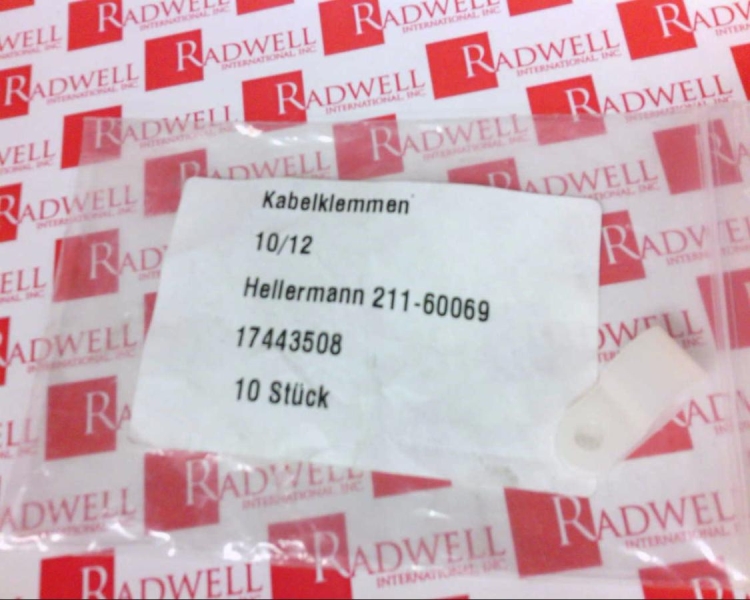 Kabelklemmen
10/12
Hellermann 211-60069
17443508
10 Stück
RADWELL
INTERNATIONAL, INC.